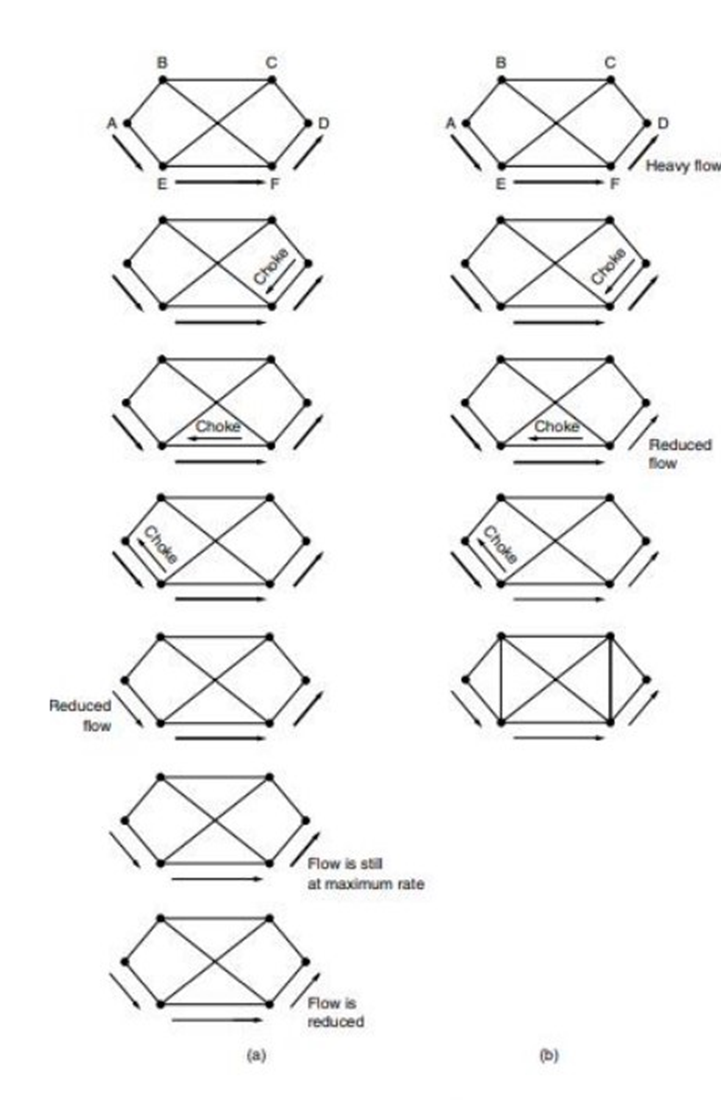 B C
A D
E F
B C
A D
E F
Heavy flow
Choke
Choke
Choke
Choke
Reduced
flow
Choke
Choke
Reduced
flow
Flow is still
at maximum rate
Flow is
reduced
(a)
(b)